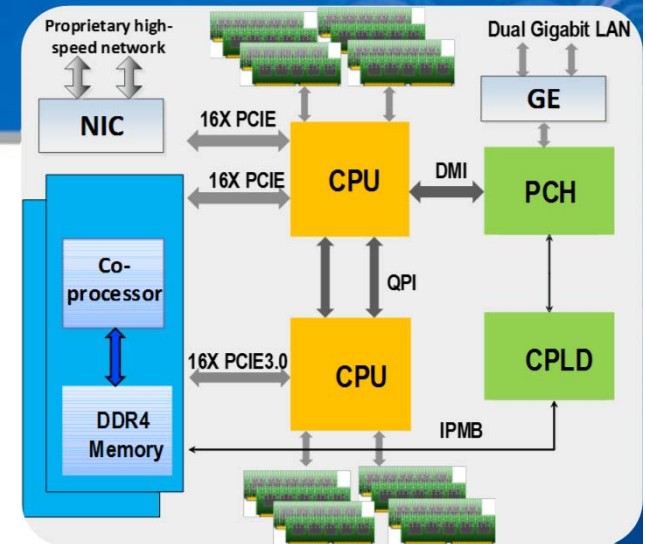 Proprietary high-
speed network
Dual Gigabit LAN
NIC
16X PCIE
GE
16X PCIE
CPU
DMI
PCH
Co-
processor
QPI
16X PCIE3.0
CPU
CPLD
DDR4
Memory
IPMB